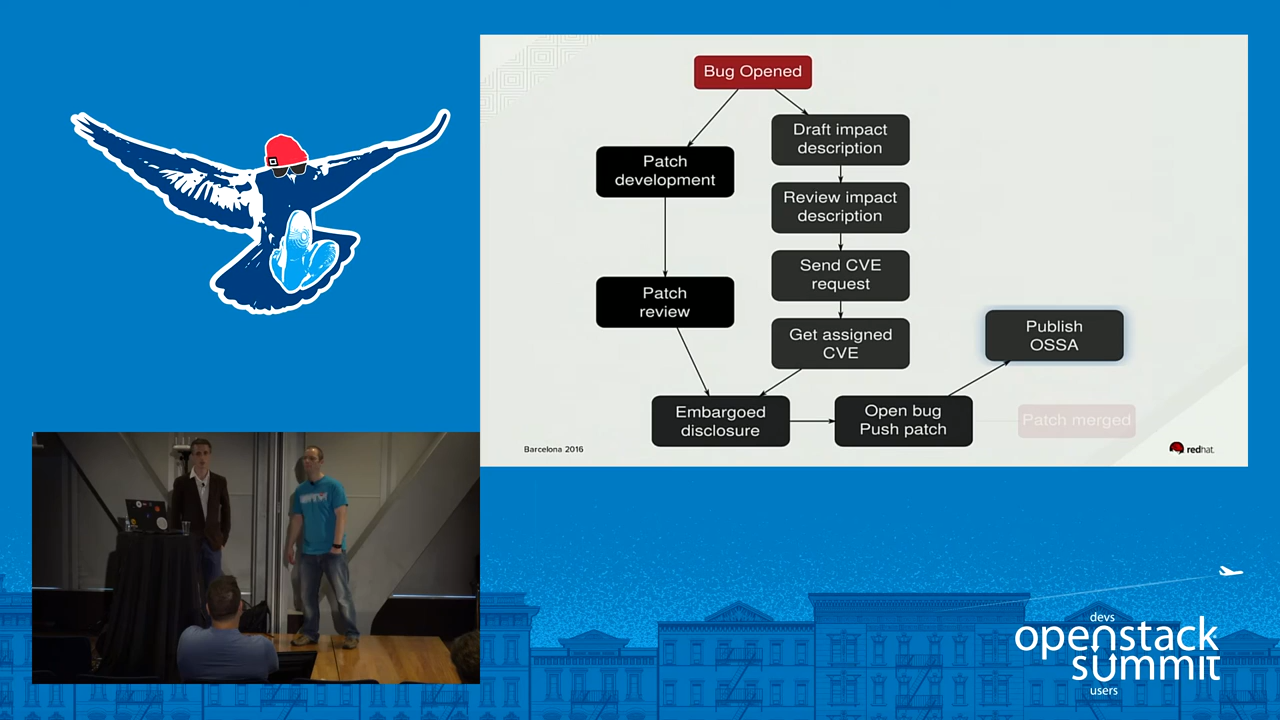 Bug Opened
Draft impact
description
Patch
development
Review impact
description
Send CVE
request
Patch
review
Get assigned
CVE
Publish
OSSA
Embargoed
disclosure
Open bug
Push patch
Patch merged
Barcelona 2016
redhat.
devs
openstack
summit
users